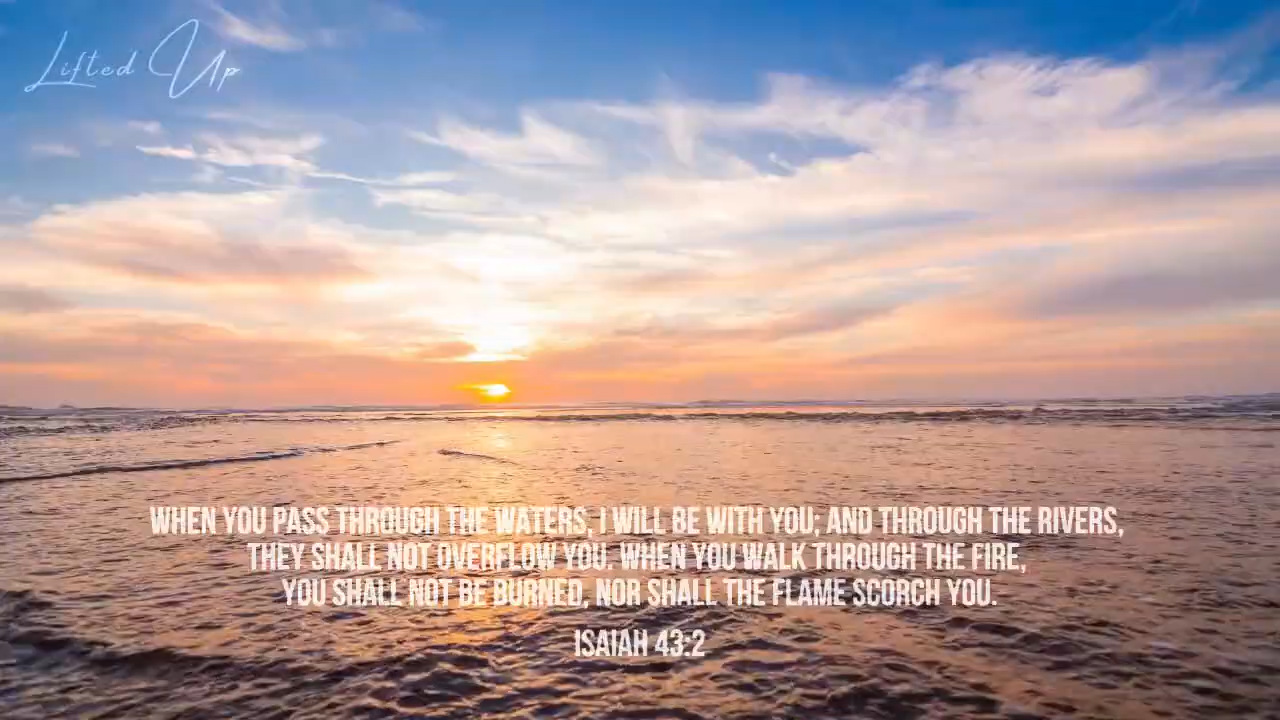 Lifted Up
WHEN YOU PASS THROUGH THE WATERS, I WILL BE WITH YOU; AND THROUGH THE RIVERS,
THEY SHALL NOT OVERFLOW YOU. WHEN YOU WALK THROUGH THE FIRE,
YOU SHALL NOT BE BURNED, NOR SHALL THE FLAME SCORCH YOU.
ISAIAH 43:2